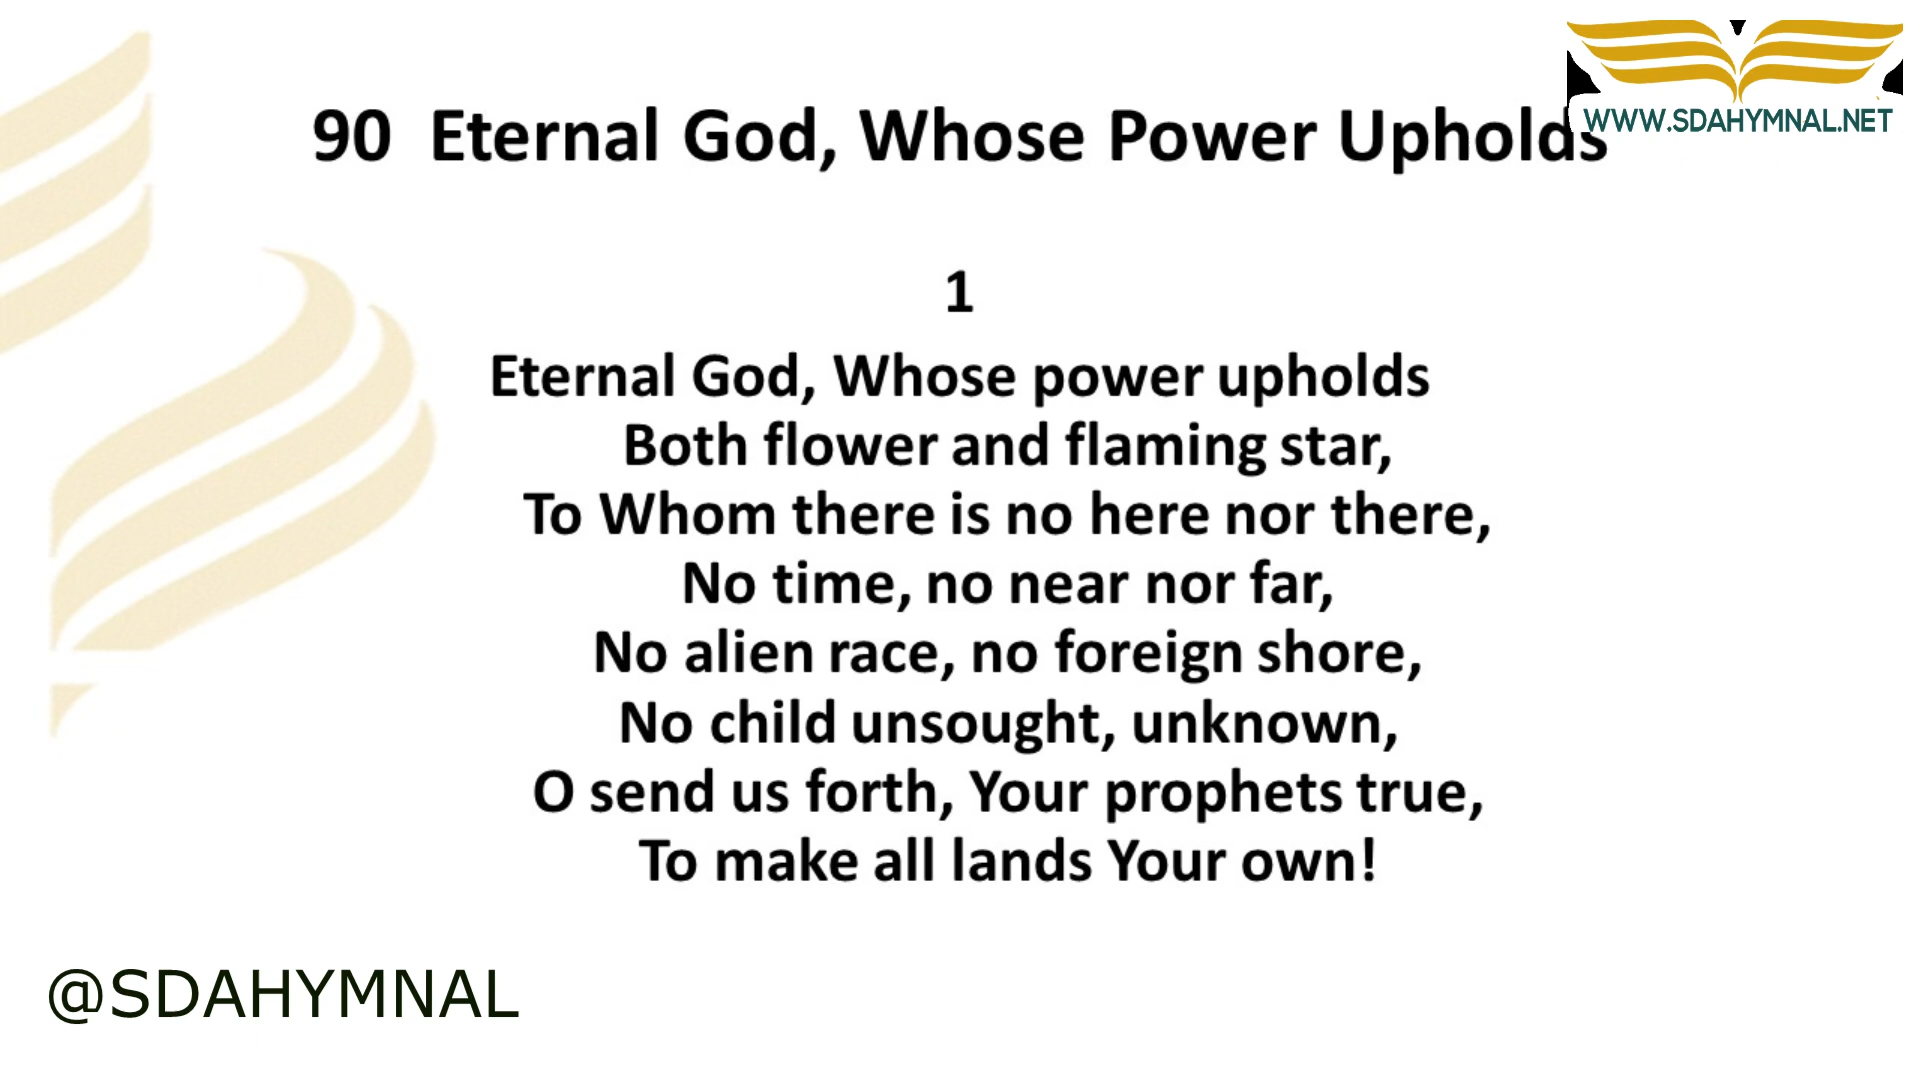 WWW.SDAHYMNAL.NET
90 Eternal God, Whose Power Upholds
1
Eternal God, Whose power upholds
Both flower and flaming star,
To Whom there is no here nor there,
No time, no near nor far,
No alien race, no foreign shore,
No child unsought, unknown,
O send us forth, Your prophets true,
To make all lands Your own!
@SDAHYMNAL